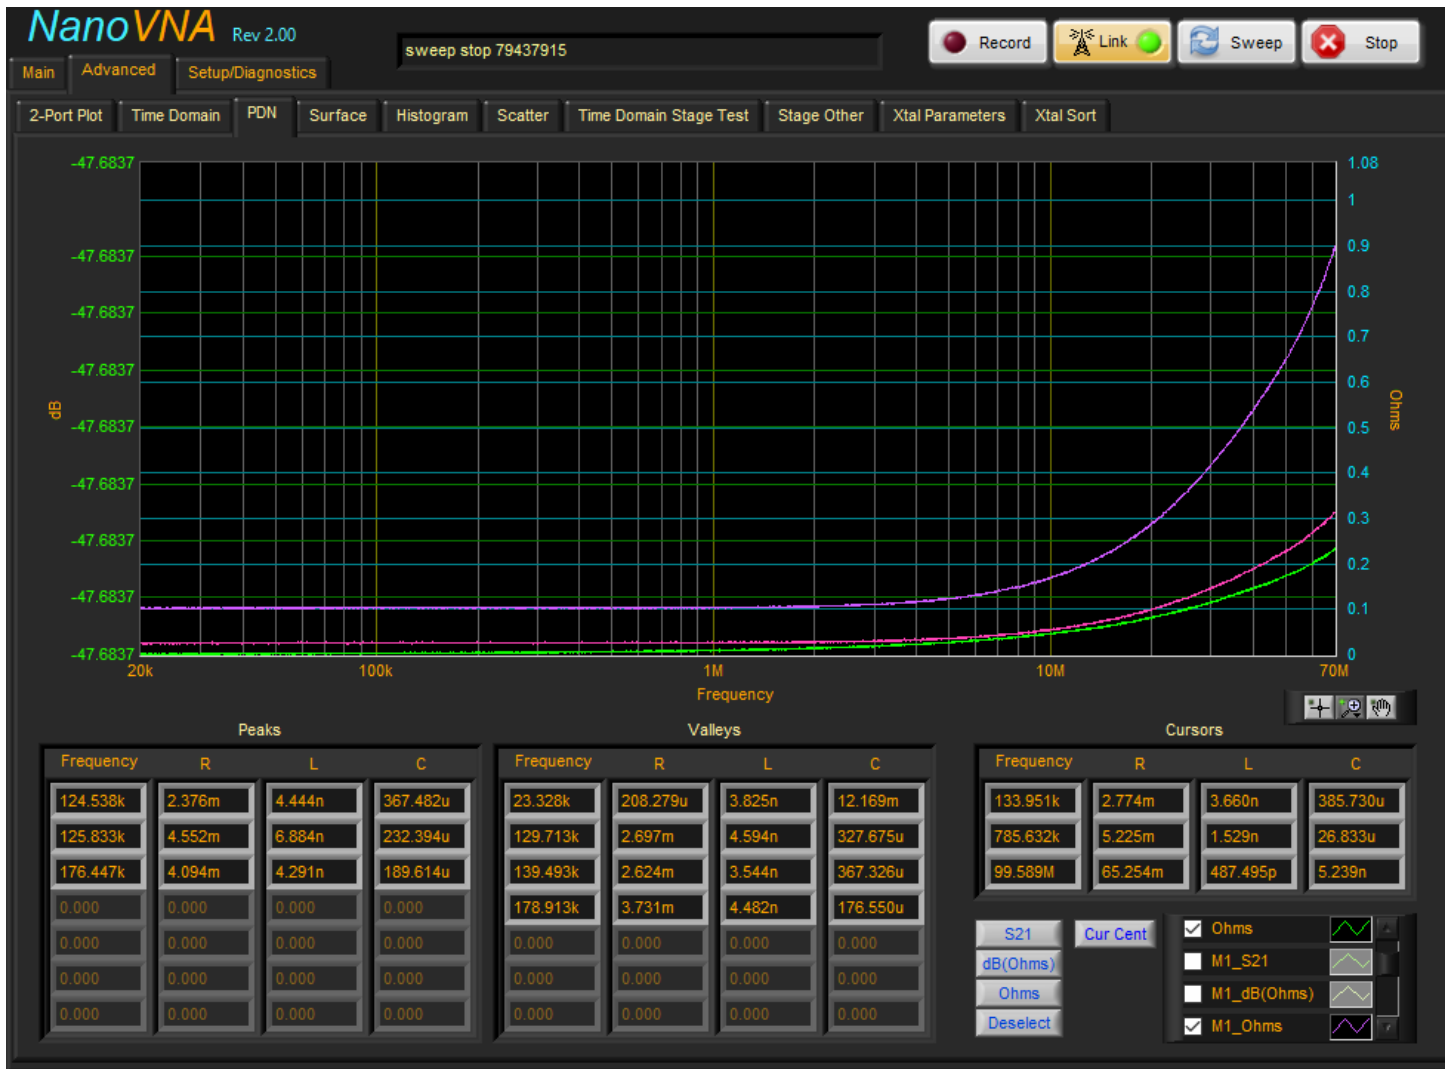 NanoVNA Rev 2.00
sweep stop 79437915
Record Link Sweep Stop
Main Advanced Setup/Diagnostics
2-Port Plot Time Domain PDN Surface Histogram Scatter Time Domain Stage Test Stage Other Xtal Parameters Xtal Sort
-47.6837 1.08
1
-47.6837 0.9
-47.6837 0.8
0.7
-47.6837 0.6
dB -47.6837 0.5 Ohms
-47.6837 0.4
-47.6837 0.3
0.2
-47.6837 0.1
-47.6837 0
20k 100k 1M 10M 70M
Frequency
Peaks
Frequency R L C
124.538k 2.376m 4.444n 367.482u
125.833k 4.552m 6.884n 232.394u
176.447k 4.094m 4.291n 189.614u
0.000 0.000 0.000 0.000
0.000 0.000 0.000 0.000
0.000 0.000 0.000 0.000
0.000 0.000 0.000 0.000
Valleys
Frequency R L C
23.328k 208.279u 3.825n 12.169m
129.713k 2.697m 4.594n 327.675u
139.493k 2.624m 3.544n 367.326u
178.913k 3.731m 4.482n 176.550u
0.000 0.000 0.000 0.000
0.000 0.000 0.000 0.000
0.000 0.000 0.000 0.000
Cursors
Frequency R L C
133.951k 2.774m 3.660n 385.730u
785.632k 5.225m 1.529n 26.833u
99.589M 65.254m 487.495p 5.239n
S21 Cur Cent
dB(Ohms)
Ohms
Deselect
Ohms
M1_S21
M1_dB(Ohms)
M1_Ohms